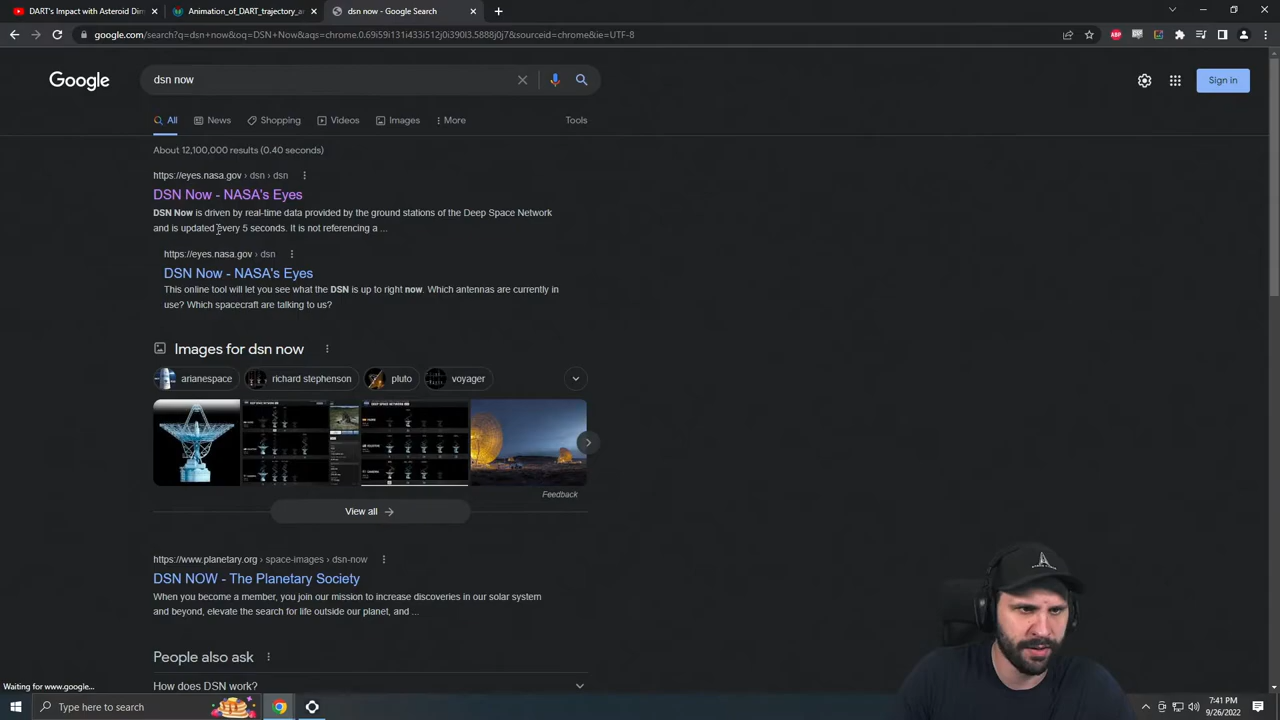 DART's Impact with Asteroid Dim
Animation_of_DART_trajectory_a
dsn now - Google Search
google.com/search?q=dsn+now&oq=DSN+Now&aqs=chrome.0.69i59i131i433i512j0i390l3.5888j0j7&sourceid=chrome&ie=UTF-8
ABP
Google
dsn now
Sign in
All
News
Shopping
Videos
Images
More
Tools
About 12,100,000 results (0.40 seconds)
https://eyes.nasa.gov › dsn › dsn
DSN Now - NASA's Eyes
DSN Now is driven by real-time data provided by the ground stations of the Deep Space Network
and is updated every 5 seconds. It is not referencing a ...
https://eyes.nasa.gov › dsn
DSN Now - NASA's Eyes
This online tool will let you see what the DSN is up to right now. Which antennas are currently in
use? Which spacecraft are talking to us?
Images for dsn now
arianespace
richard stephenson
pluto
voyager
Feedback
View all
https://www.planetary.org › space-images › dsn-now
DSN NOW - The Planetary Society
When you become a member, you join our mission to increase discoveries in our solar system
and beyond, elevate the search for life outside our planet, and ...
People also ask
How does DSN work?
Waiting for www.google...
Type here to search
7:41 PM
9/26/2022